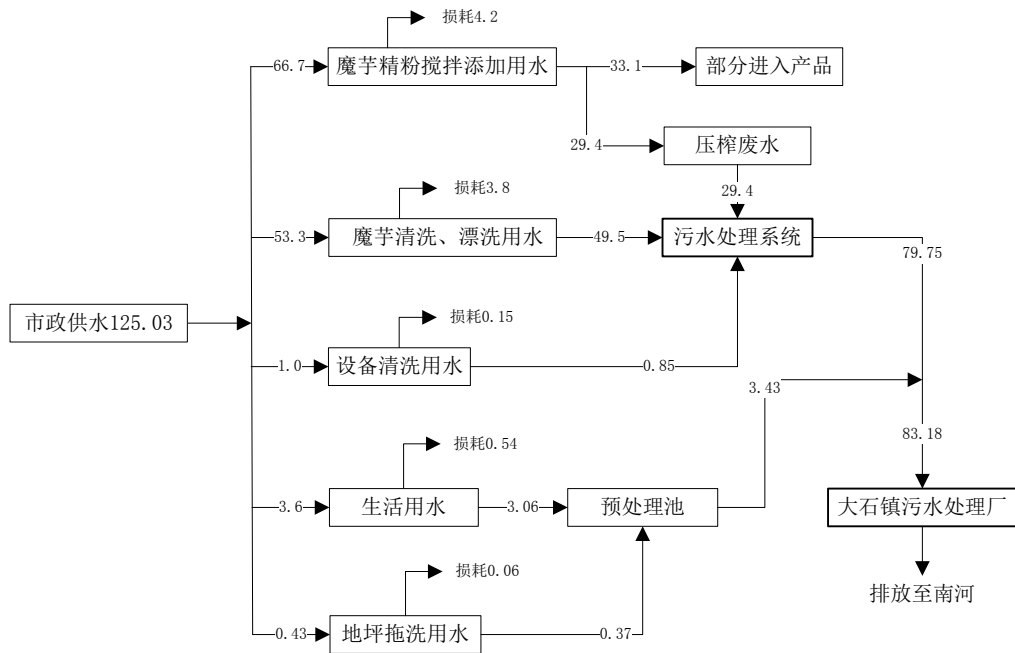 损耗4.2
66.7
魔芋精粉搅拌添加用水
33.1
部分进入产品
29.4
压榨废水
29.4
损耗3.8
53.3
魔芋清洗、漂洗用水
49.5
污水处理系统
79.75
市政供水125.03
损耗0.15
1.0
设备清洗用水
0.85
3.43
83.18
损耗0.54
3.6
生活用水
3.06
预处理池
大石镇污水处理厂
损耗0.06
排放至南河
0.43
地坪拖洗用水
0.37